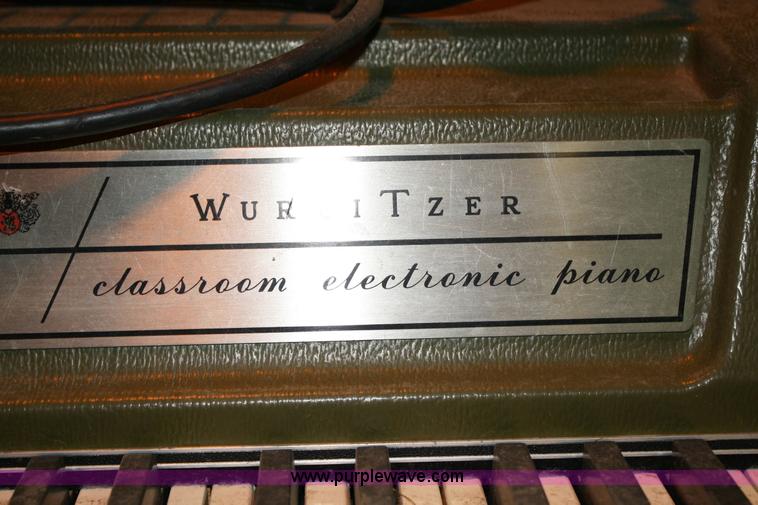 WURLITZER
classroom electronic piano
www.purplewave.com